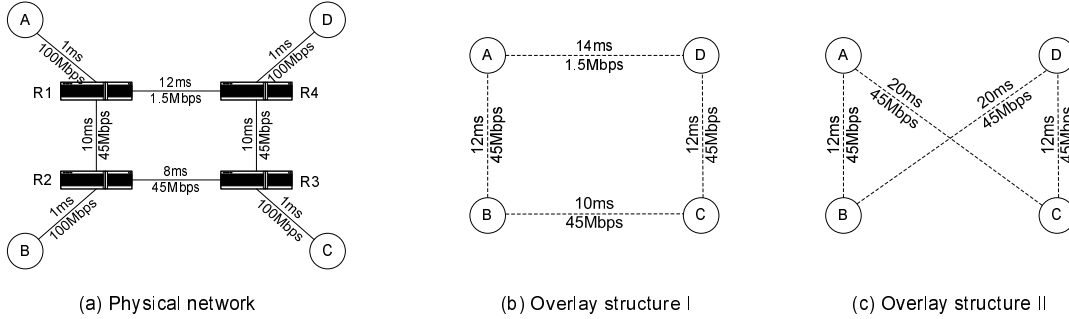 A
D
1ms
100Mbps
1ms
100Mbps
R1
12ms
1.5Mbps
R4
10ms
45Mbps
10ms
45Mbps
R2
8ms
45Mbps
R3
1ms
100Mbps
1ms
100Mbps
B
C
(a) Physical network
A
14ms
1.5Mbps
D
12ms
45Mbps
12ms
45Mbps
B
10ms
45Mbps
C
(b) Overlay structure I
A
D
20ms
45Mbps
20ms
45Mbps
12ms
45Mbps
12ms
45Mbps
B
C
(c) Overlay structure II